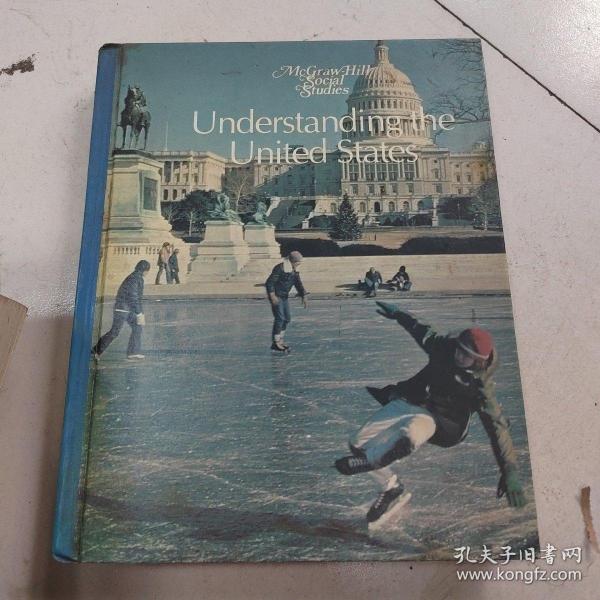 McGraw-Hill
Social
Studies
Understanding the
United States
孔夫子旧书网
www.kongfz.com